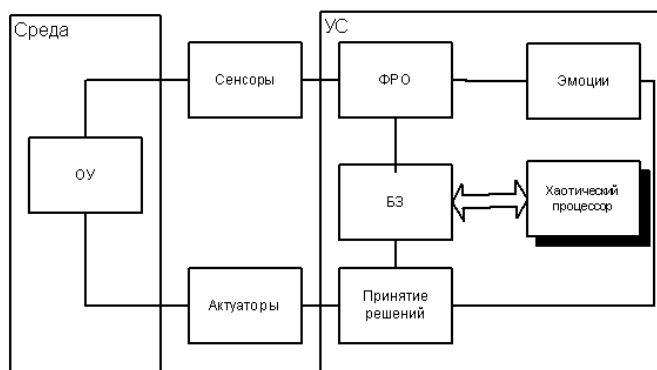 Среда
УС
Сенсоры
ФРО
Эмоции
ОУ
БЗ
Хаотический
процессор
Актуаторы
Принятие
решений